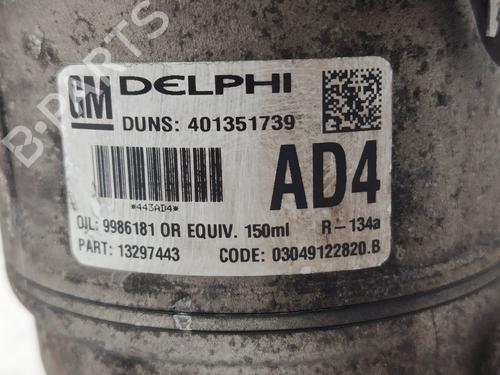 GM DELPHI
DUNS: 401351739
*443AD4*
AD4
OIL: 9986181 OR EQUIV. 150ml R-134a
PART: 13297443 CODE: 03049122820.B
B-PARTS